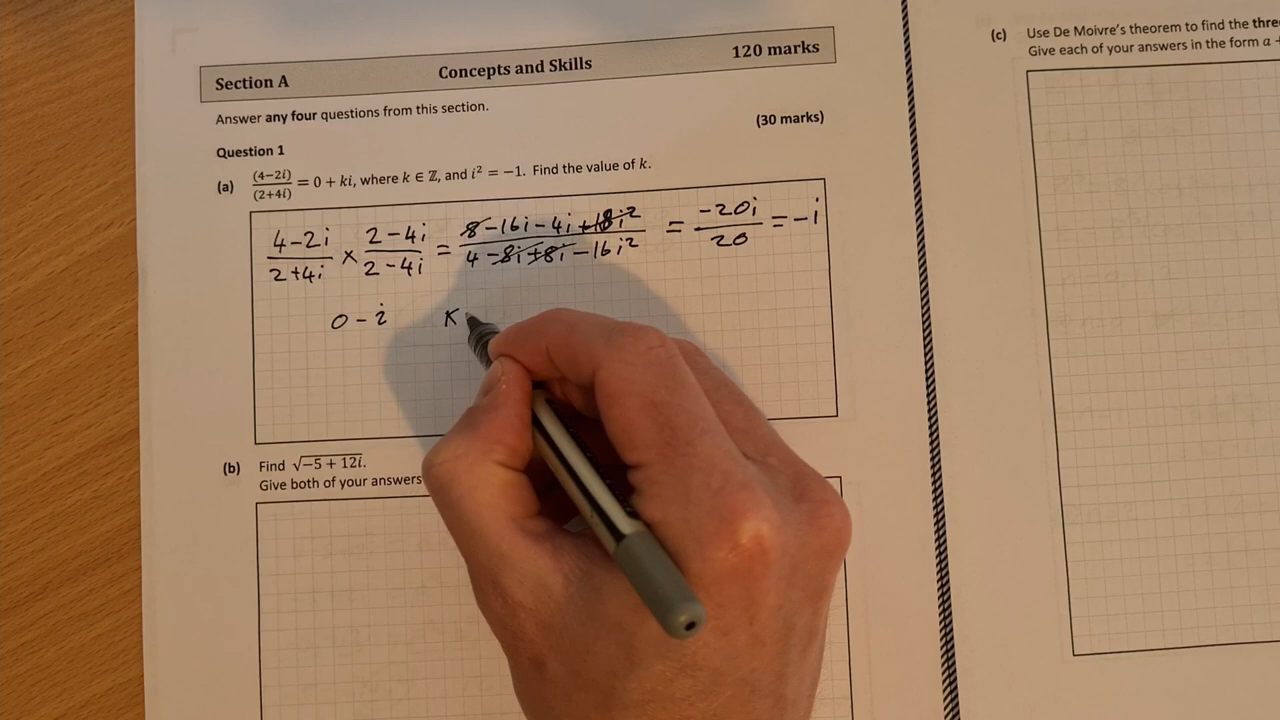 Section A Concepts and Skills 120 marks
Answer any four questions from this section.
(30 marks)
Question 1
(a) (4−2i)/(2+4i) = 0 + ki, where k ∈ ℤ, and i² = −1. Find the value of k.
4-2i/2+4i × 2-4i/2-4i = 8-16i-4i+18i²/4-8i+8i-16i² = -20i/20 = -i
0-i K
(b) Find √−5 + 12i.
Give both of your answers
(c) Use De Moivre's theorem to find the three
Give each of your answers in the form a +